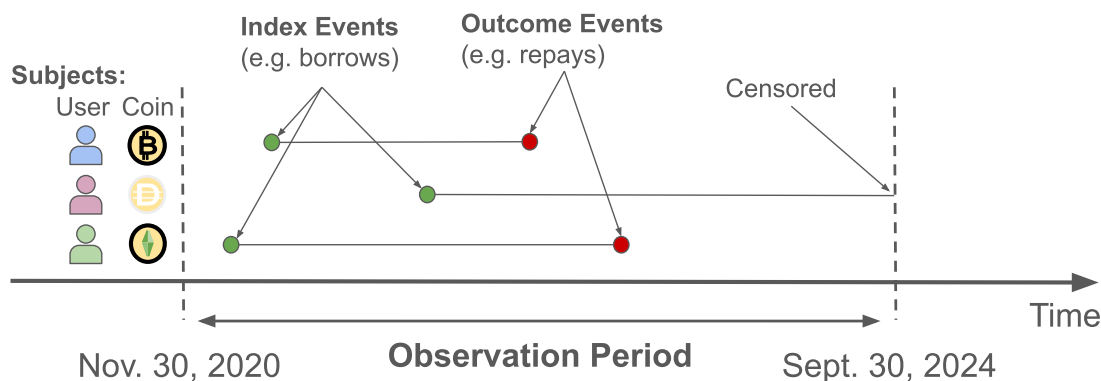 Index Events
(e.g. borrows)
Outcome Events
(e.g. repays)
Subjects:
User Coin
Censored
Time
Observation Period
Nov. 30, 2020
Sept. 30, 2024